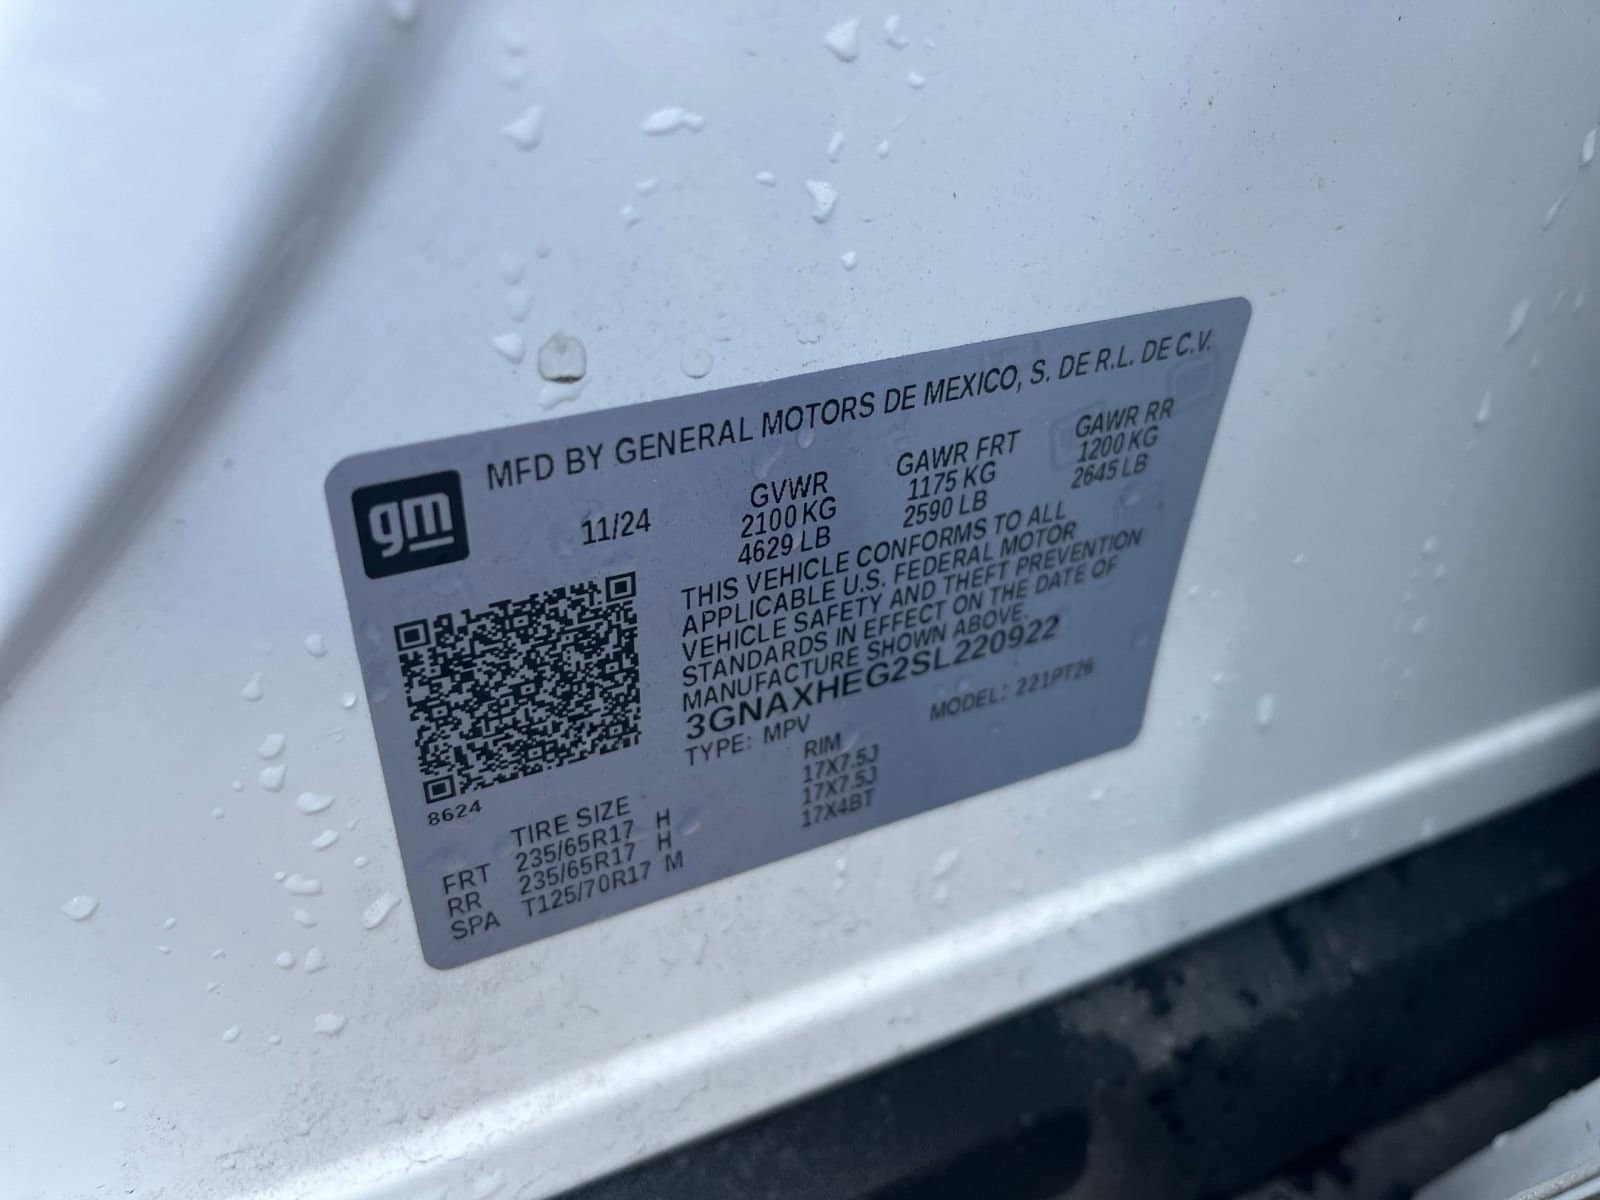 gm
MFD BY GENERAL MOTORS DE MEXICO, S. DE R.L. DE C.V.
11/24
GVWR
2100 KG
4629 LB
GAWR FRT
1175 KG
2590 LB
GAWR RR
1200 KG
2645 LB
THIS VEHICLE CONFORMS TO ALL
APPLICABLE U.S. FEDERAL MOTOR
VEHICLE SAFETY AND THEFT PREVENTION
STANDARDS IN EFFECT ON THE DATE OF
MANUFACTURE SHOWN ABOVE.
3GNAXHEG2SL220922
TYPE: MPV
MODEL: 221PT26
8624
TIRE SIZE RIM
FRT 235/65R17 H 17X7.5J
RR 235/65R17 H 17X7.5J
SPA T125/70R17 M 17X4BT